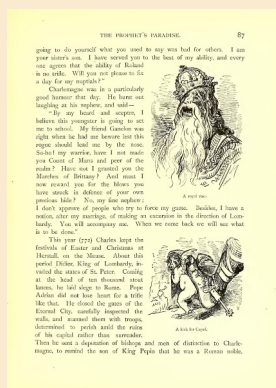 THE PROPHET'S PARADISE. 87
going to do yourself what you used to say was bad for others. I am
your sister's son. I have served you to the best of my ability, and every
one agrees that the ability of Roland
is no trifle. Will you not please to fix
a day for my nuptials?"
Charlemagne was in a particularly
good humour that day. He burst out
laughing at his nephew, and said—
"By my beard and sceptre, I
believe this youngster is going to set
me to school. My friend Ganelon was
right when he had me beware lest this
rogue should lead me by the nose.
So-ho! my warrior, have I not made
you Count of Mans and peer of the
realm? Have not I granted you the
Marches of Brittany? And must I
now reward you for the blows you
have struck in defence of your own
precious hide? No, my fine nephew;
A royal one.
I don't approve of people who try to force my game. Besides, I have a
notion, after my marriage, of making an excursion in the direction of Lom-
bardy. You will accompany me. When we come back we will see what
is to be done."
This year (772) Charles kept the
festivals of Easter and Christmas at
Herstall, on the Meuse. About this
period Didier, King of Lombardy, in-
vaded the states of St. Peter. Coming
at the head of ten thousand stout
lances, he laid siege to Rome. Pope
Adrian did not lose heart for a trifle
like that. He closed the gates of the
Eternal City, carefully inspected the
walls, and manned them with troops,
determined to perish amid the ruins
of his capital rather than surrender.
Then he sent a deputation of bishops and men of distinction to Charle-
magne, to remind the son of King Pepin that he was a Roman noble,